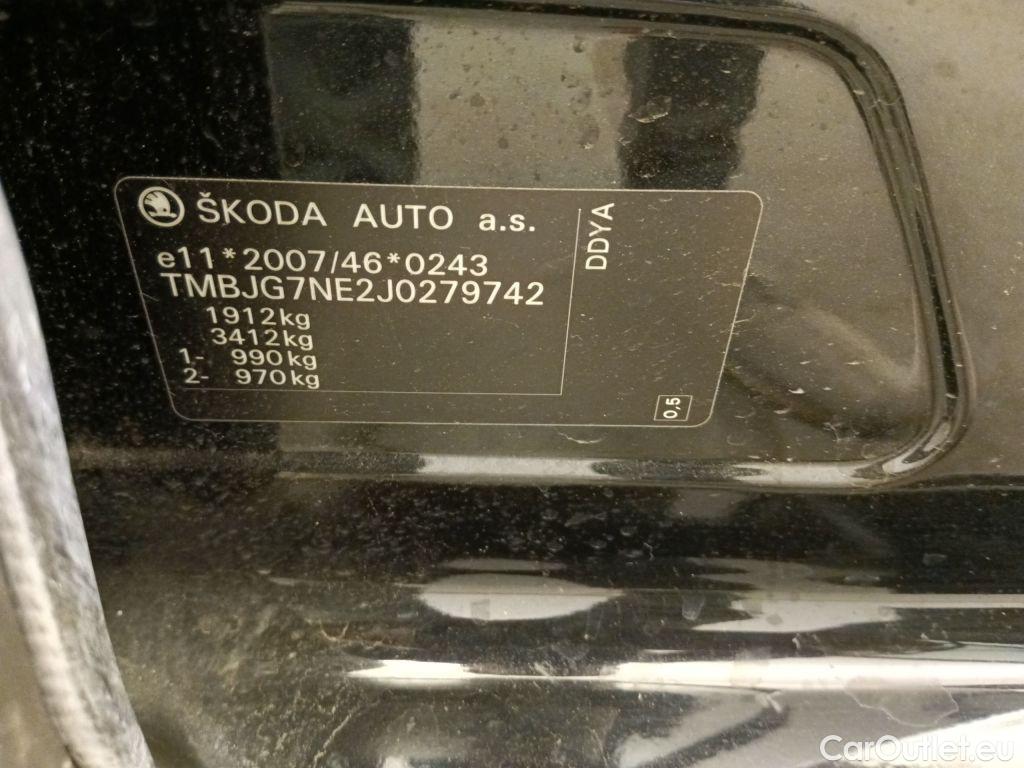 ŠKODA AUTO a.s.
e11*2007/46*0243
TMBJG7NE2J0279742
1912kg
3412kg
1- 990kg
2- 970kg
DDYA
0,5
CarOutlet.eu